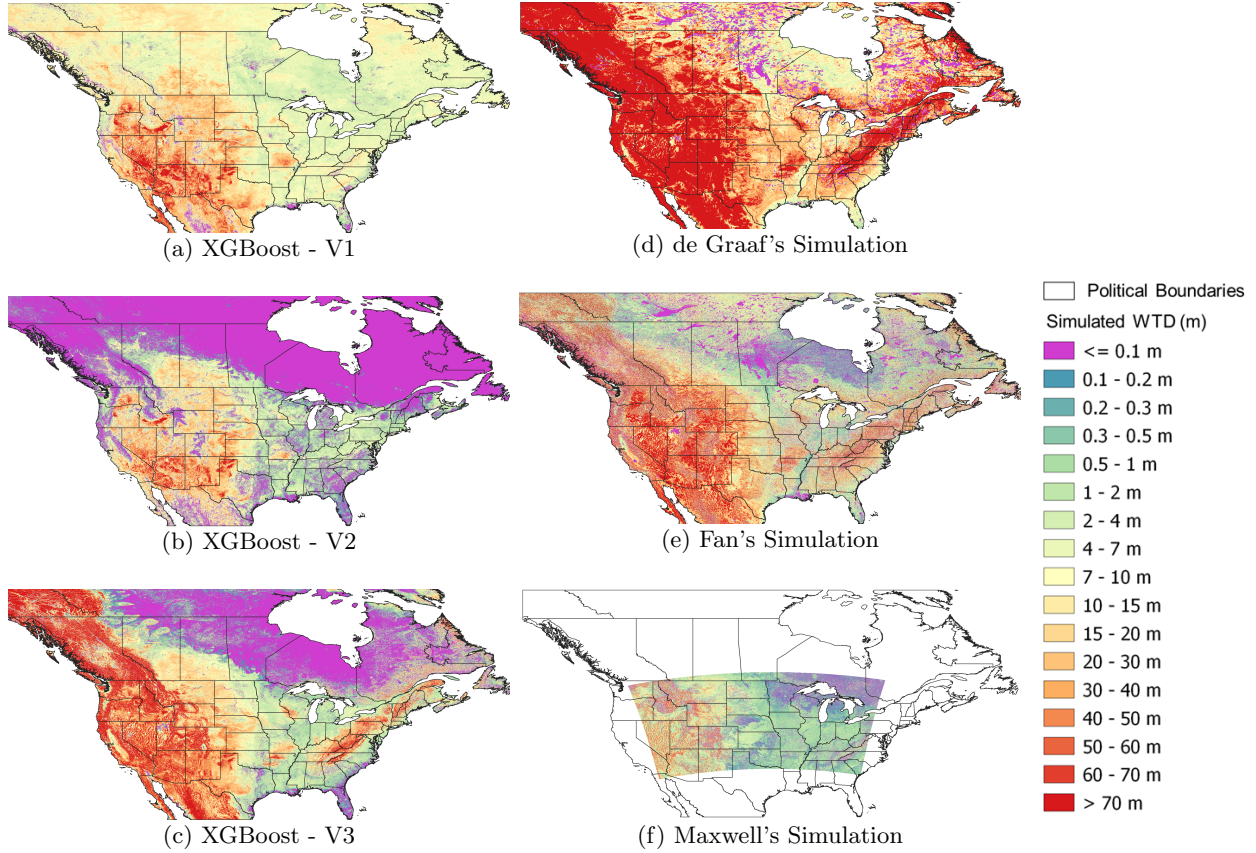 (a) XGBoost - V1
(d) de Graaf's Simulation
(b) XGBoost - V2
(e) Fan's Simulation
(c) XGBoost - V3
(f) Maxwell's Simulation
Political Boundaries
Simulated WTD (m)
<= 0.1 m
0.1 - 0.2 m
0.2 - 0.3 m
0.3 - 0.5 m
0.5 - 1 m
1 - 2 m
2 - 4 m
4 - 7 m
7 - 10 m
10 - 15 m
15 - 20 m
20 - 30 m
30 - 40 m
40 - 50 m
50 - 60 m
60 - 70 m
> 70 m